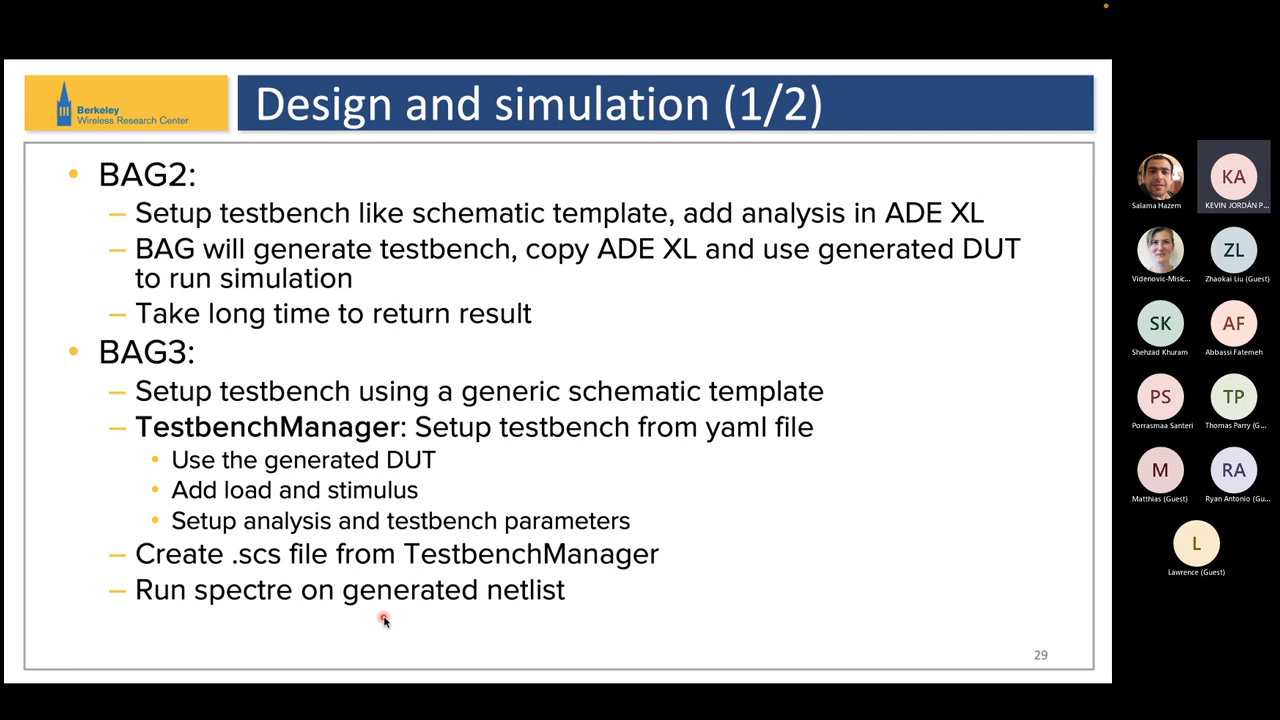 Berkeley
Wireless Research Center
Design and simulation (1/2)
• BAG2:
– Setup testbench like schematic template, add analysis in ADE XL
– BAG will generate testbench, copy ADE XL and use generated DUT
to run simulation
– Take long time to return result
• BAG3:
– Setup testbench using a generic schematic template
– TestbenchManager: Setup testbench from yaml file
• Use the generated DUT
• Add load and stimulus
• Setup analysis and testbench parameters
– Create .scs file from TestbenchManager
– Run spectre on generated netlist
29
KA
Salama Hazem
KEVIN JORDÁN P...
ZL
Videnovic-Misic...
Zhaokai Liu (Guest)
SK
AF
Shehzad Khuram
Abbassi Fatemeh
PS
TP
Porrasmaa Santeri
Thomas Parry (G...
M
RA
Matthias (Guest)
Ryan Antonio (Gu...
L
Lawrence (Guest)